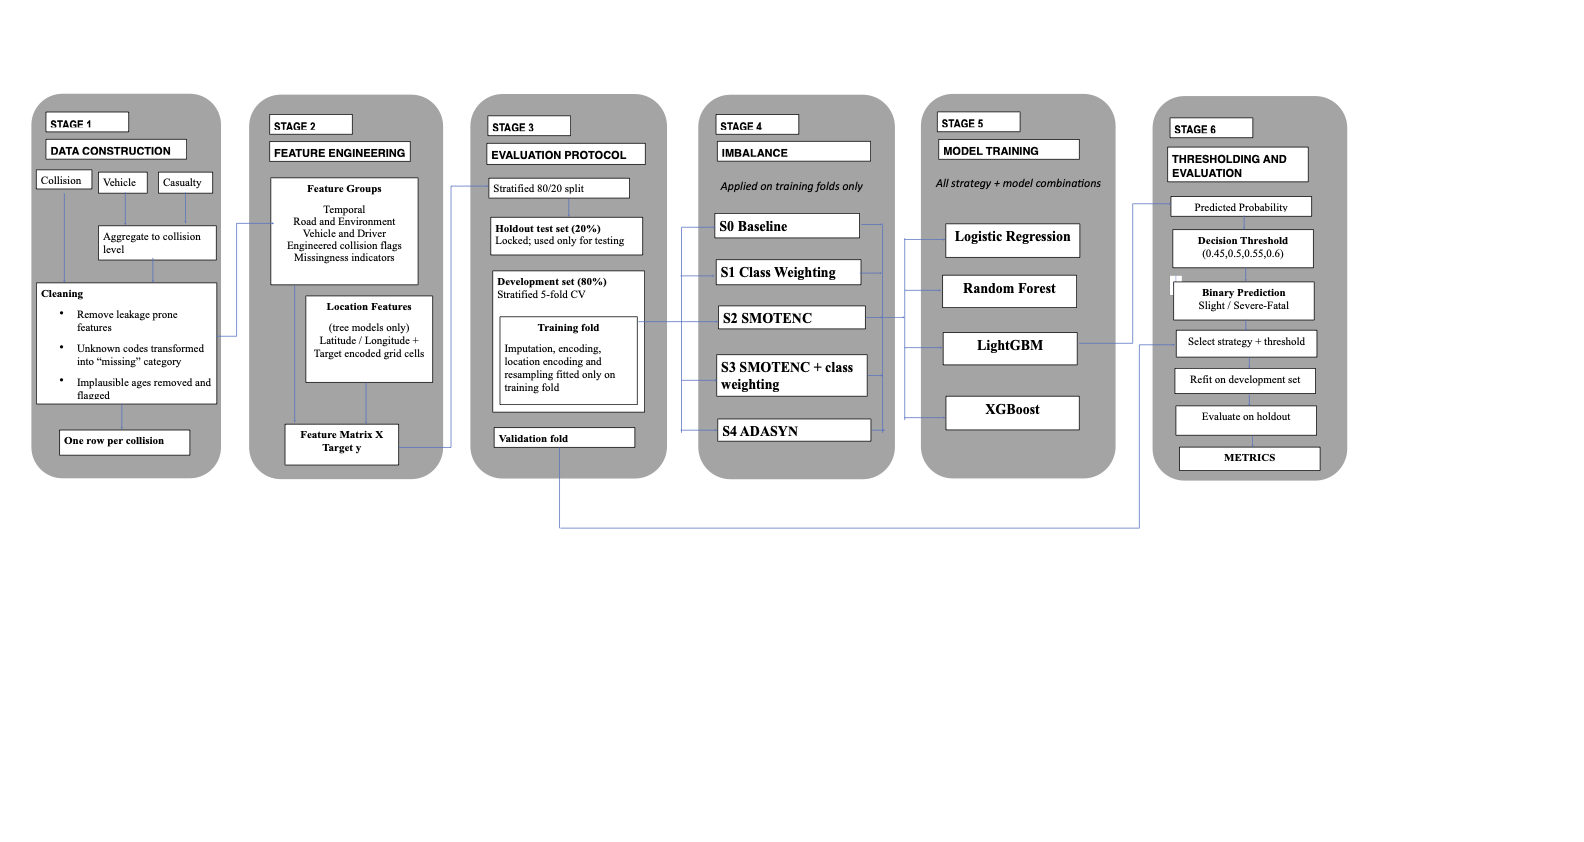 STAGE 1
DATA CONSTRUCTION
Collision
Vehicle
Casualty
Aggregate to collision
level
Cleaning
• Remove leakage prone
features
• Unknown codes transformed
into “missing” category
• Implausible ages removed and
flagged
One row per collision
STAGE 2
FEATURE ENGINEERING
Feature Groups
Temporal
Road and Environment
Vehicle and Driver
Engineered collision flags
Missingness indicators
Location Features
(tree models only)
Latitude / Longitude +
Target encoded grid cells
Feature Matrix X
Target y
STAGE 3
EVALUATION PROTOCOL
Stratified 80/20 split
Holdout test set (20%)
Locked; used only for testing
Development set (80%)
Stratified 5-fold CV
Training fold
Imputation, encoding,
location encoding and
resampling fitted only on
training fold
Validation fold
STAGE 4
IMBALANCE
Applied on training folds only
S0 Baseline
S1 Class Weighting
S2 SMOTENC
S3 SMOTENC + class
weighting
S4 ADASYN
STAGE 5
MODEL TRAINING
All strategy + model combinations
Logistic Regression
Random Forest
LightGBM
XGBoost
STAGE 6
THRESHOLDING AND
EVALUATION
Predicted Probability
Decision Threshold
(0.45,0.5,0.55,0.6)
Binary Prediction
Slight / Severe-Fatal
Select strategy + threshold
Refit on development set
Evaluate on holdout
METRICS